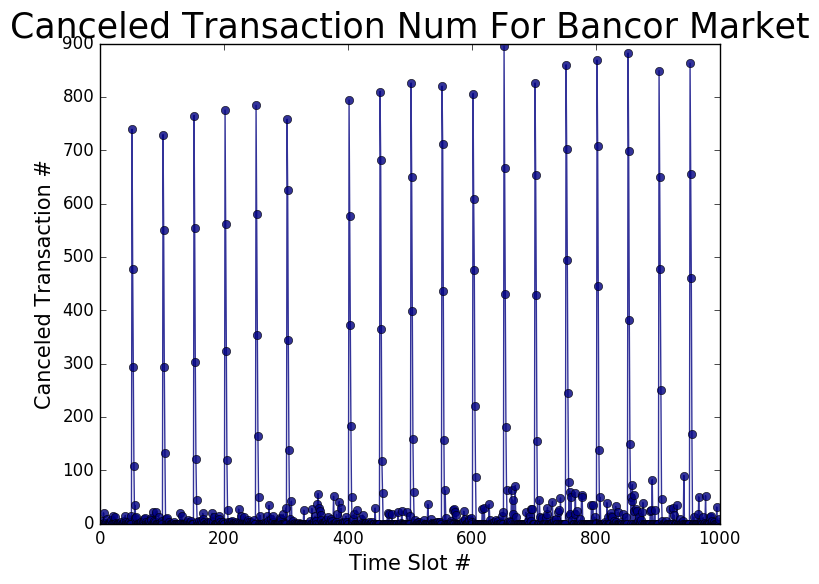 Canceled Transaction Num For Bancor Market
900
800
700
600
500
400
300
200
100
0
Canceled Transaction #
0 200 400 600 800 1000
Time Slot #